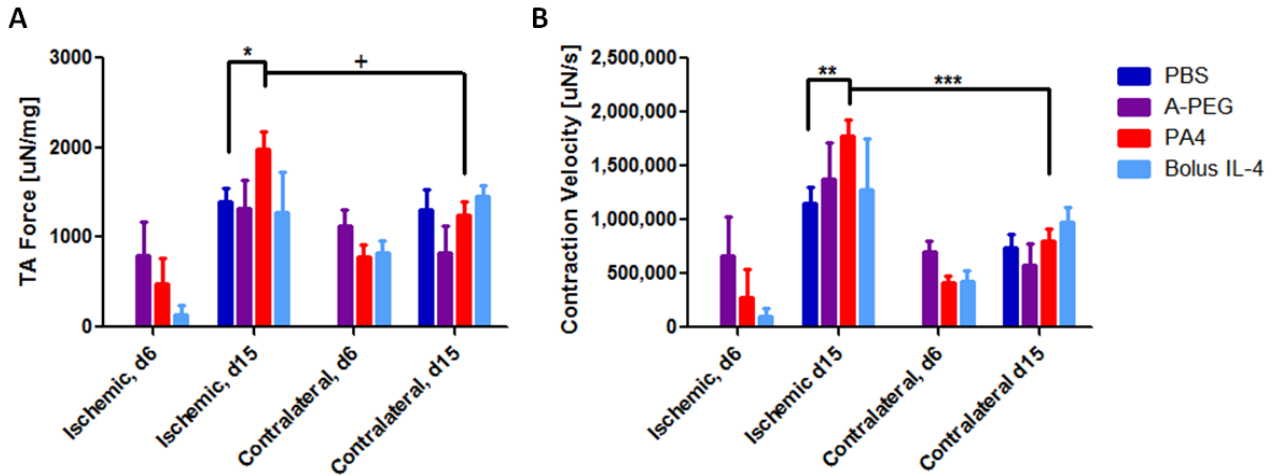 A
TA Force [uN/mg]
3000
2000
1000
0
*
+
Ischemic, d6
Ischemic, d15
Contralateral, d6
Contralateral, d15
B
Contraction Velocity [uN/s]
2,500,000
2,000,000
1,500,000
1,000,000
500,000
0
**
***
Ischemic, d6
Ischemic d15
Contralateral, d6
Contralateral d15
PBS
A-PEG
PA4
Bolus IL-4